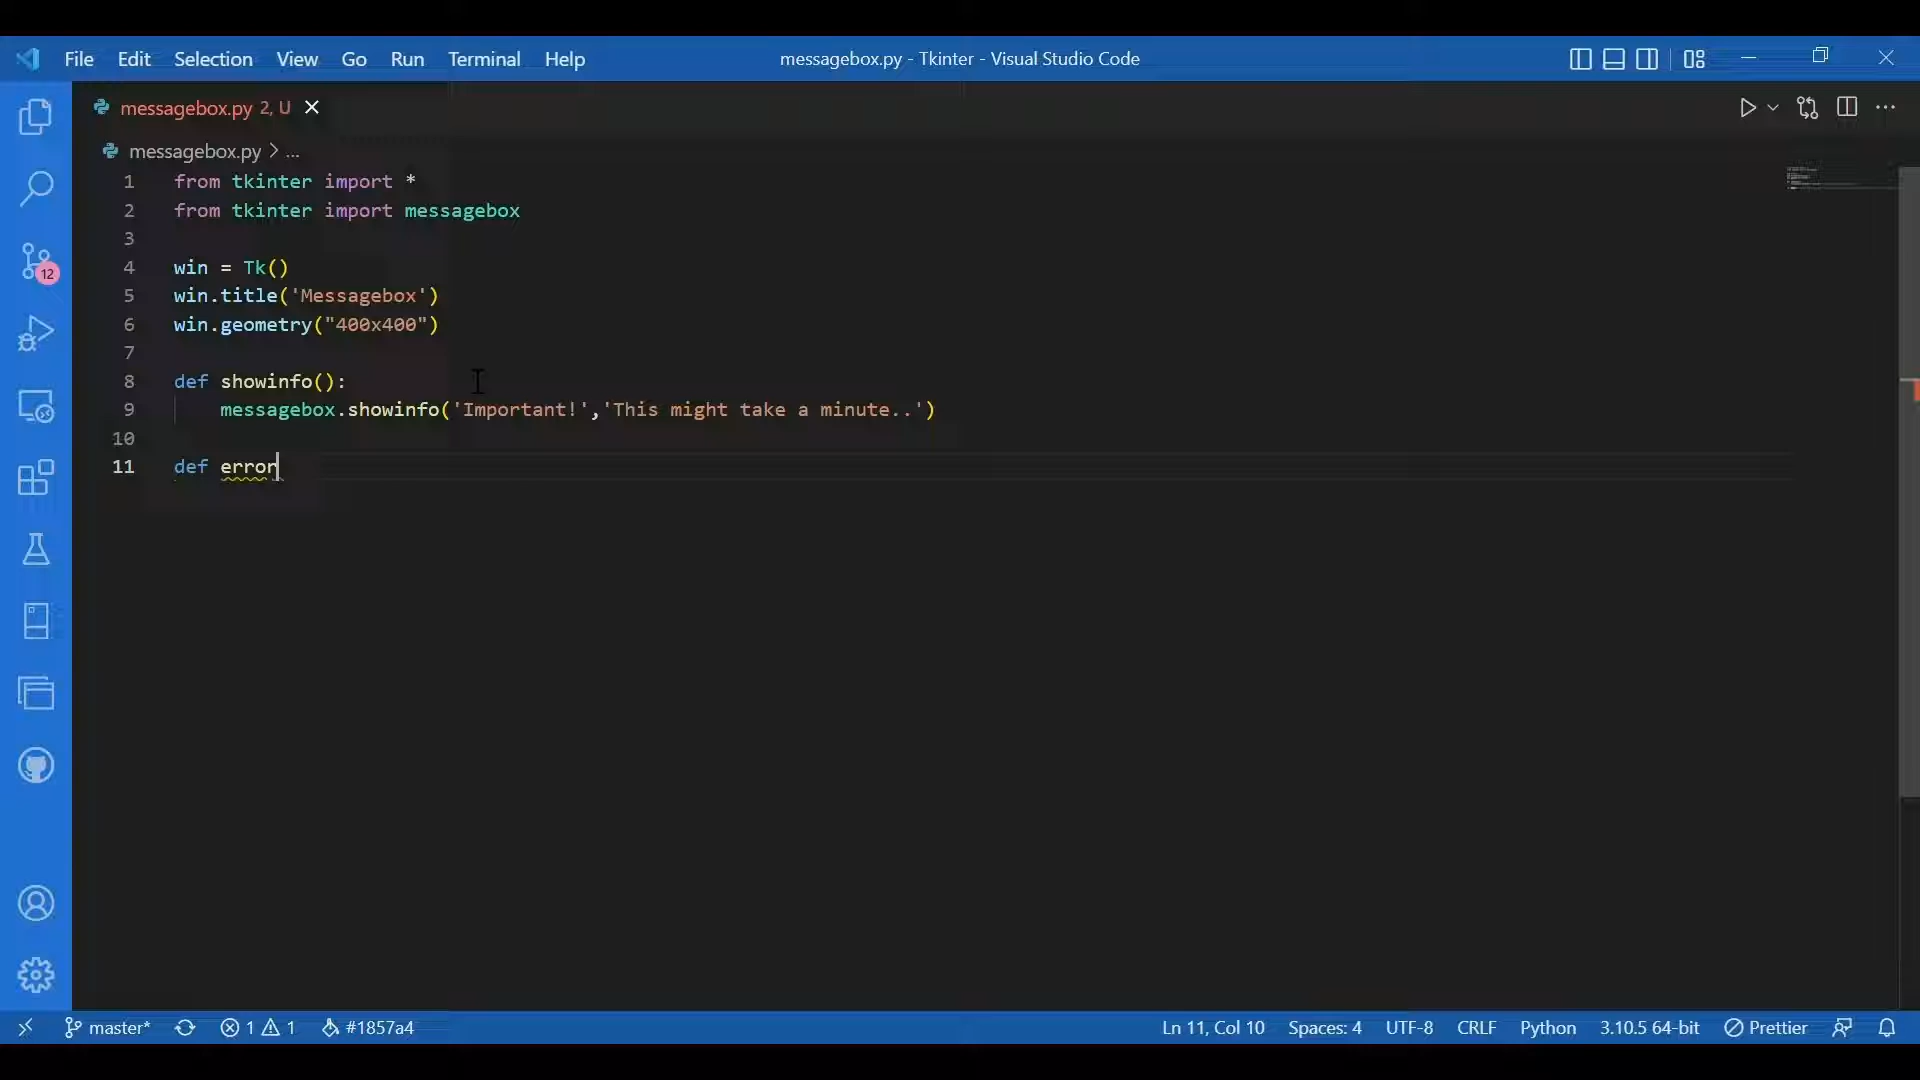 File Edit Selection View Go Run Terminal Help messagebox.py - Tkinter - Visual Studio Code
messagebox.py 2, U
messagebox.py > ...
1 from tkinter import *
2 from tkinter import messagebox
3
4 win = Tk()
5 win.title('Messagebox')
6 win.geometry("400x400")
7
8 def showinfo():
9 messagebox.showinfo('Important!','This might take a minute..')
10
11 def error
12
master* 1 1 #1857a4 Ln 11, Col 10 Spaces: 4 UTF-8 CRLF Python 3.10.5 64-bit Prettier